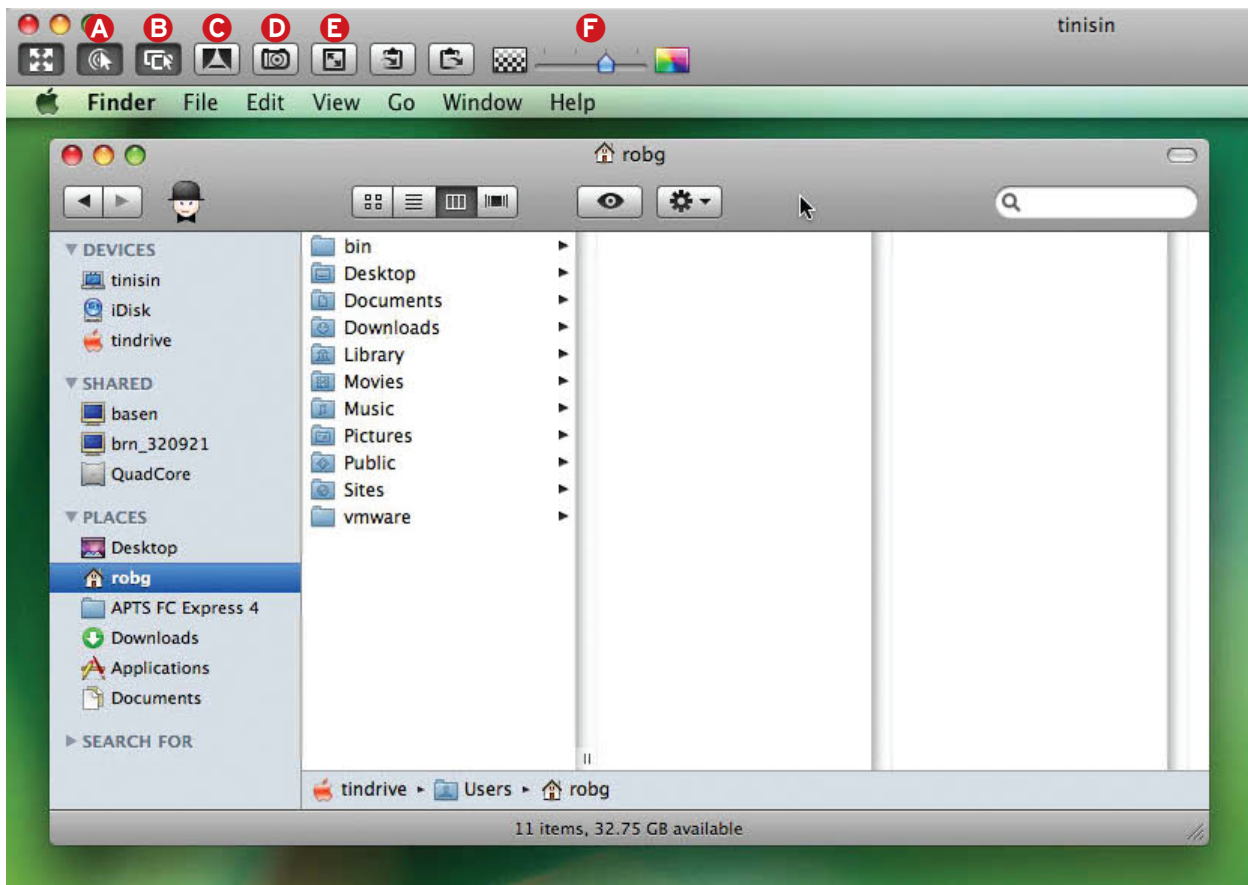 A B C D E F
tinisin
Finder File Edit View Go Window Help
robg
DEVICES
tinisin
iDisk
tindrive
SHARED
basen
brn_320921
QuadCore
PLACES
Desktop
robg
APTS FC Express 4
Downloads
Applications
Documents
SEARCH FOR
bin
Desktop
Documents
Downloads
Library
Movies
Music
Pictures
Public
Sites
vmware
tindrive Users robg
11 items, 32.75 GB available